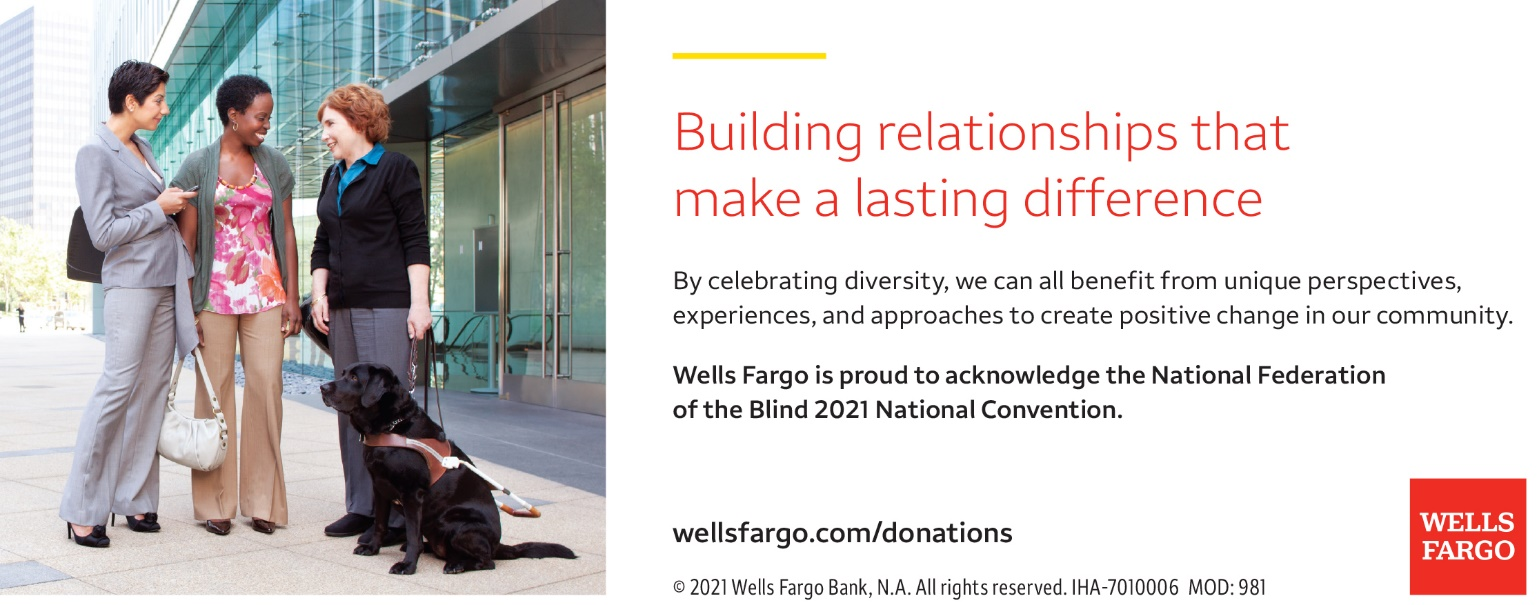 Building relationships that
make a lasting difference
By celebrating diversity, we can all benefit from unique perspectives,
experiences, and approaches to create positive change in our community.
Wells Fargo is proud to acknowledge the National Federation
of the Blind 2021 National Convention.
wellsfargo.com/donations
© 2021 Wells Fargo Bank, N.A. All rights reserved. IHA-7010006 MOD: 981
WELLS
FARGO